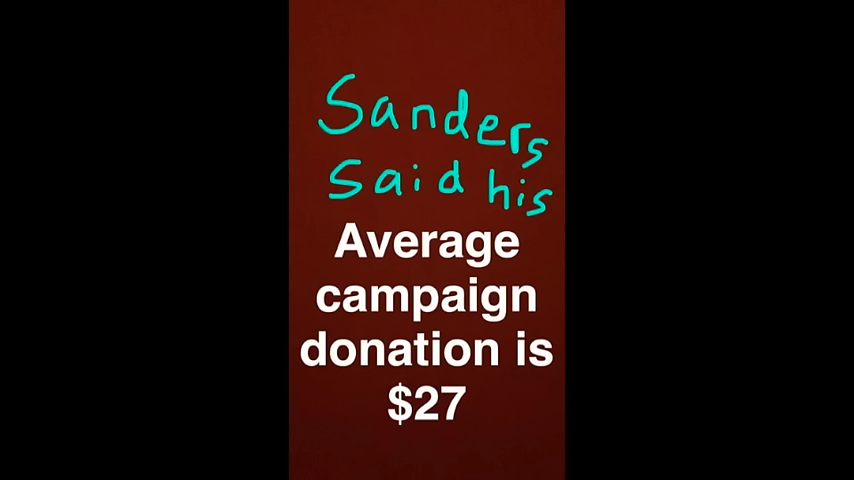 Sanders
said his
Average
campaign
donation is
$27